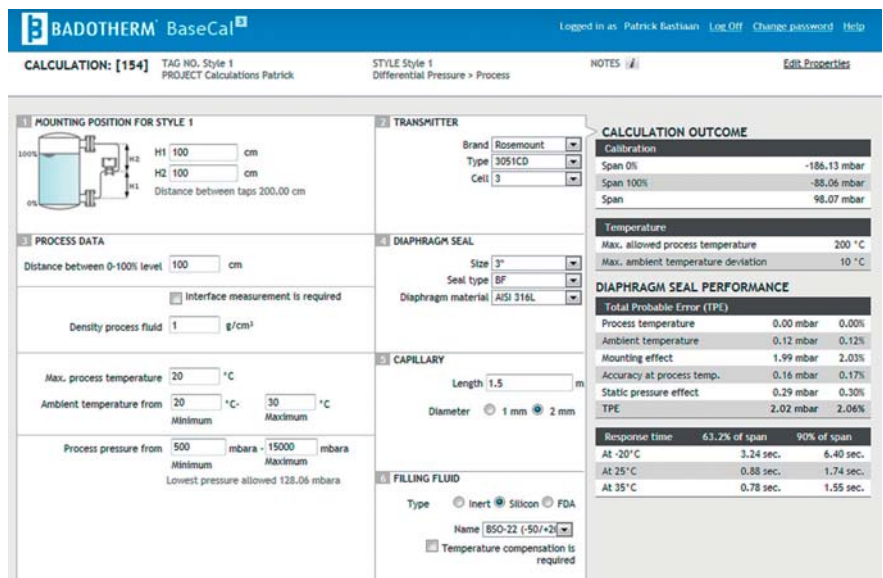 BADOTHERM BaseCal 3
Logged in as Patrick Bastiaan Log Off Change password Help
CALCULATION: [154]
TAG NO. Style 1
PROJECT Calculations Patrick
STYLE Style 1
Differential Pressure > Process
NOTES i
Edit Properties
1 MOUNTING POSITION FOR STYLE 1
100%
0%
H2
H1
H1 100 cm
H2 100 cm
Distance between taps 200.00 cm
2 TRANSMITTER
Brand Rosemount
Type 3051CD
Cell 3
3 PROCESS DATA
Distance between 0-100% level 100 cm
Interface measurement is required
Density process fluid 1 g/cm³
Max. process temperature 20 °C
Ambient temperature from 20 °C- 30 °C
Minimum Maximum
Process pressure from 500 mbara - 15000 mbara
Minimum Maximum
Lowest pressure allowed 128.06 mbara
4 DIAPHRAGM SEAL
Size 3"
Seal type BF
Diaphragm material AISI 316L
5 CAPILLARY
Length 1.5 m
Diameter 1 mm 2 mm
6 FILLING FLUID
Type Inert Silicon FDA
Name BSO-22 (-50/+20
Temperature compensation is
required
CALCULATION OUTCOME
Calibration
Span 0% -186.13 mbar
Span 100% -88.06 mbar
Span 98.07 mbar
Temperature
Max. allowed process temperature 200 °C
Max. ambient temperature deviation 10 °C
DIAPHRAGM SEAL PERFORMANCE
Total Probable Error (TPE)
Process temperature 0.00 mbar 0.00%
Ambient temperature 0.12 mbar 0.12%
Mounting effect 1.99 mbar 2.03%
Accuracy at process temp. 0.16 mbar 0.17%
Static pressure effect 0.29 mbar 0.30%
TPE 2.02 mbar 2.06%
Response time 63.2% of span 90% of span
At -20°C 3.24 sec. 6.40 sec.
At 25°C 0.88 sec. 1.74 sec.
At 35°C 0.78 sec. 1.55 sec.